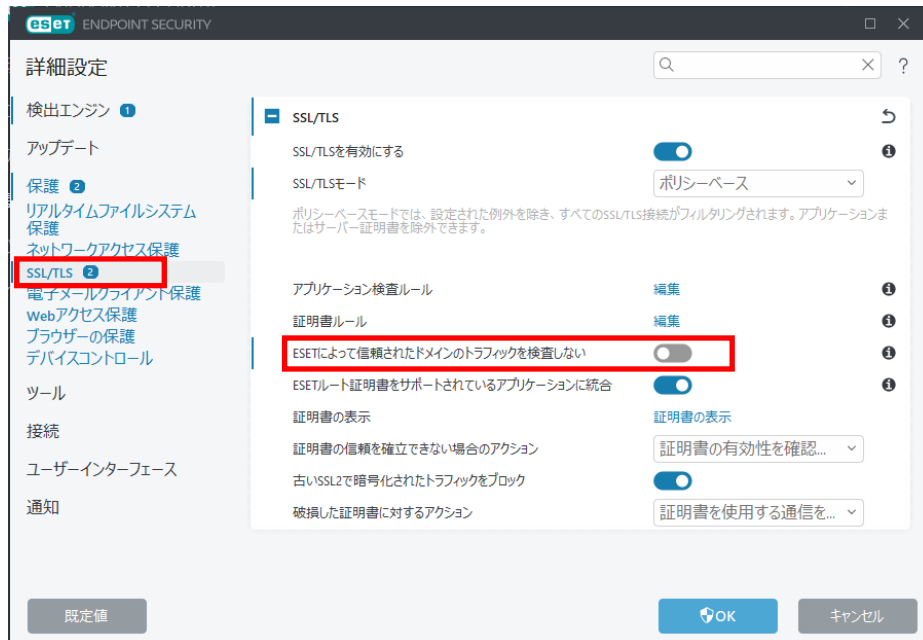 eset ENDPOINT SECURITY
詳細設定
?
検出エンジン 1
アップデート
保護 2
リアルタイムファイルシステム
保護
ネットワークアクセス保護
SSL/TLS 2
電子メールクライアント保護
Webアクセス保護
ブラウザーの保護
デバイスコントロール
ツール
接続
ユーザーインターフェース
通知
SSL/TLS
SSL/TLSを有効にする
SSL/TLSモード ポリシーベース
ポリシーベースモードでは、設定された例外を除き、すべてのSSL/TLS接続がフィルタリングされます。アプリケーションま
たはサーバー証明書を除外できます。
アプリケーション検査ルール 編集
証明書ルール 編集
ESETによって信頼されたドメインのトラフィックを検査しない
ESETルート証明書をサポートされているアプリケーションに統合
証明書の表示 証明書の表示
証明書の信頼を確立できない場合のアクション 証明書の有効性を確認...
古いSSL2で暗号化されたトラフィックをブロック
破損した証明書に対するアクション 証明書を使用する通信を...
既定値 OK キャンセル